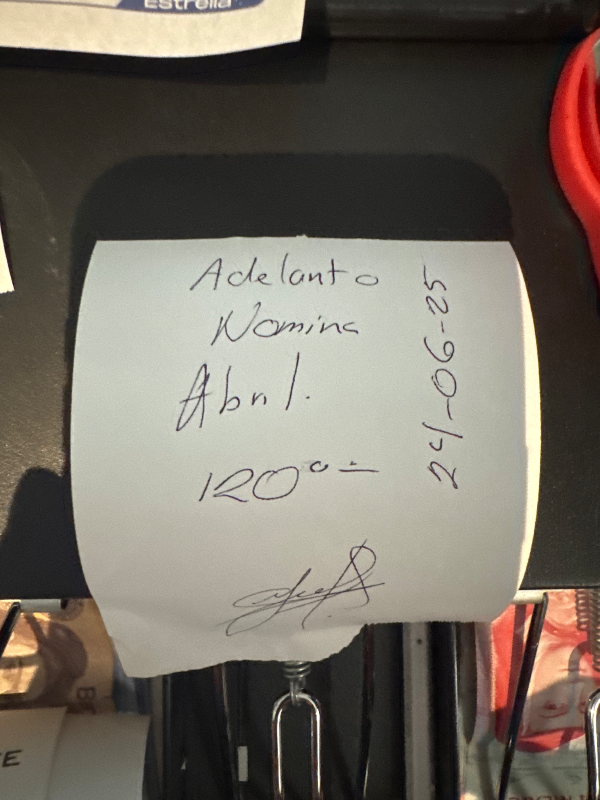 Estrella
Adelanto
Nomina
Abril.
120°°—
24-06-25
E